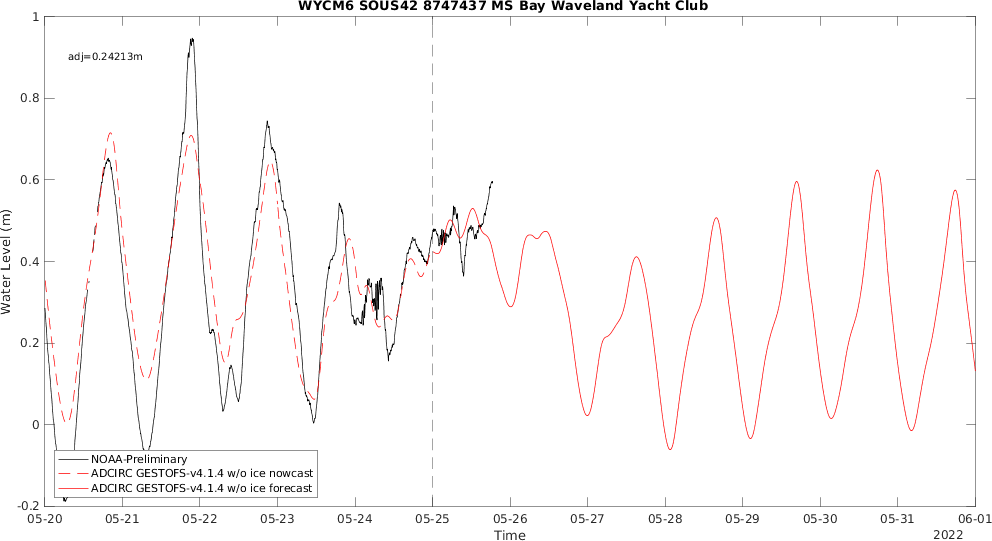 WYCM6 SOUS42 8747437 MS Bay Waveland Yacht Club
adj=0.24213m
Water Level (m)
1
0.8
0.6
0.4
0.2
0
-0.2
NOAA-Preliminary
ADCIRC GESTOFS-v4.1.4 w/o ice nowcast
ADCIRC GESTOFS-v4.1.4 w/o ice forecast
05-20 05-21 05-22 05-23 05-24 05-25 05-26 05-27 05-28 05-29 05-30 05-31 06-01
Time
2022